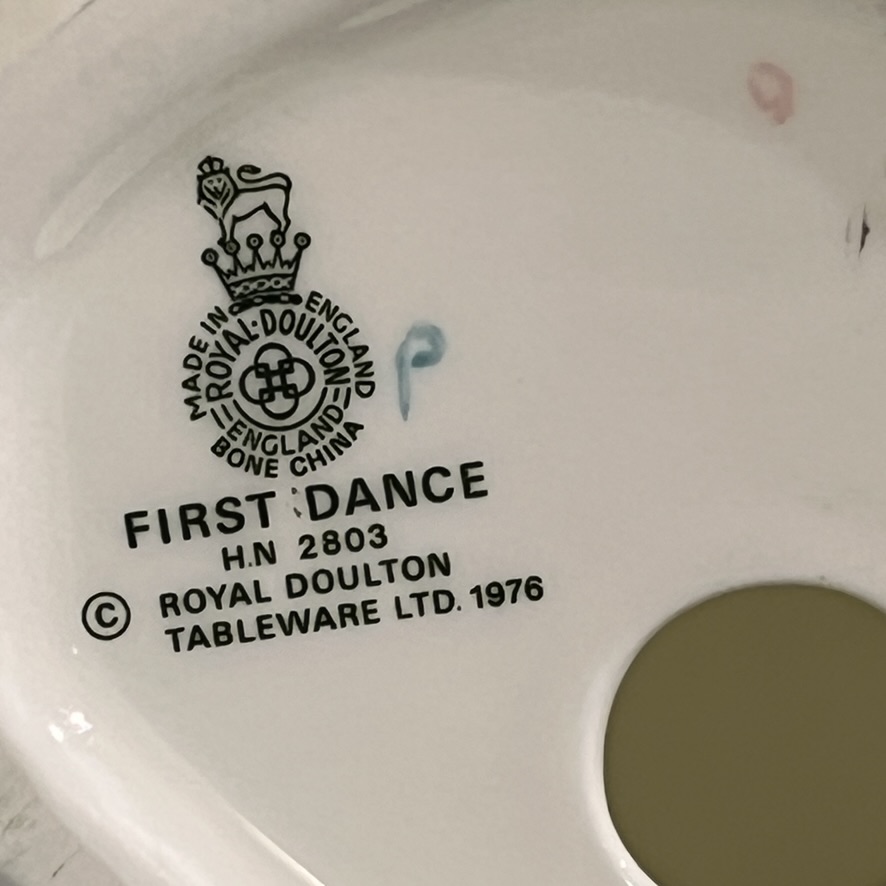 MADE IN ENGLAND
ROYAL·DOULTON
ENGLAND
BONE CHINA
P
FIRST DANCE
H.N 2803
© ROYAL DOULTON
TABLEWARE LTD. 1976